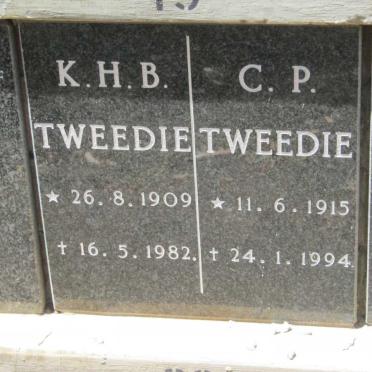 K.H.B.
TWEEDIE
★ 26.8.1909
† 16.5.1982.
C.P.
TWEEDIE
★ 11.6.1915
† 24.1.1994.